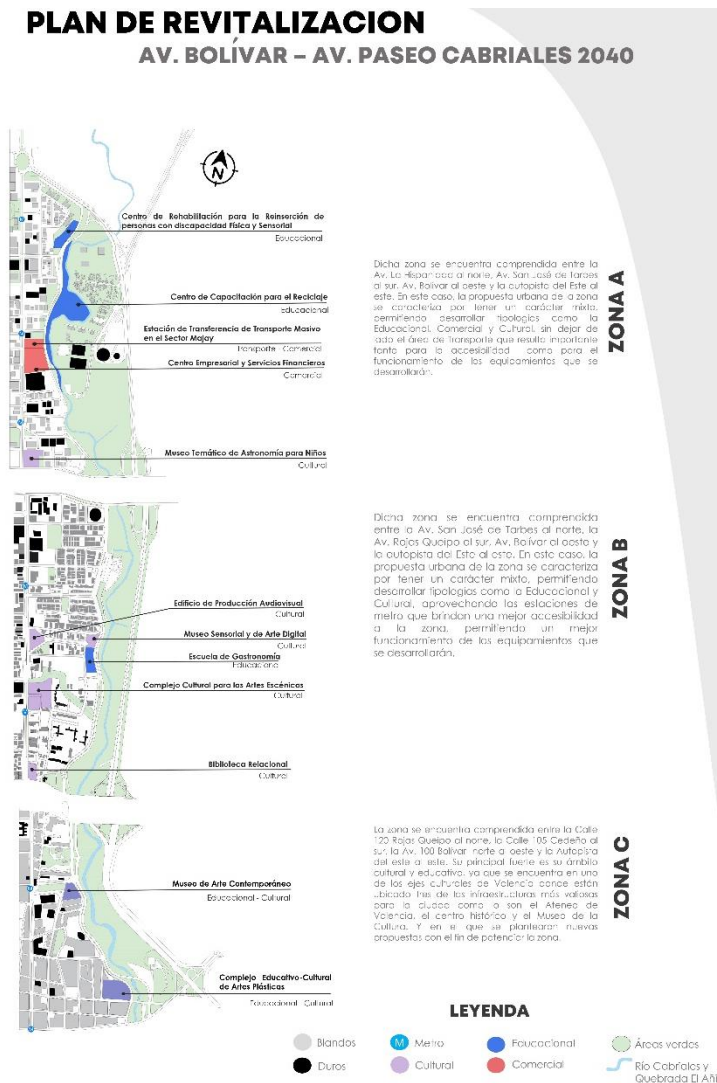 PLAN DE REVITALIZACION
AV. BOLÍVAR – AV. PASEO CABRIALES 2040
N
Centro de Rehabilitación para la Reinserción de
personas con discapacidad Física y Sensorial
Educacional
Centro de Capacitación para el Reciclaje
Educacional
Estación de Transferencia de Transporte Masivo
en el Sector Majay
Transporte - Comercial
Centro Empresarial y Servicios Financieros
Comercial
Museo Temático de Astronomía para Niños
Cultural
Dicha zona se encuentra comprendida entre la
Av. La Hispanidad al norte, Av. San José de Tarbes
al sur, Av. Bolívar al oeste y la autopista del Este al
este. En este caso, la propuesta urbana de la zona
se caracteriza por tener un carácter mixto,
permitiendo desarrollar tipologías como la
Educacional, Comercial y Cultural, sin dejar de
lado el área de Transporte que resulta importante
tanto para la accesibilidad como para el
funcionamiento de los equipamientos que se
desarrollarán.
ZONA A
Edificio de Producción Audiovisual
Cultural
Museo Sensorial y de Arte Digital
Cultural
Escuela de Gastronomía
Educacional
Complejo Cultural para las Artes Escénicas
Cultural
Biblioteca Relacional
Cultural
Dicha zona se encuentra comprendida
entre la Av. San José de Tarbes al norte, la
Av. Rojas Queipo al sur, Av. Bolívar al oeste y
la autopista del Este al este. En este caso, la
propuesta urbana de la zona se caracteriza
por tener un carácter mixto, permitiendo
desarrollar tipologías como la Educacional y
Cultural, aprovechando las estaciones de
metro que brindan una mejor accesibilidad
a la zona, permitiendo un mejor
funcionamiento de los equipamientos que
se desarrollarán.
ZONA B
Museo de Arte Contemporáneo
Educacional - Cultural
Complejo Educativo-Cultural
de Artes Plásticas
Educacional Cultural
La zona se encuentra comprendida entre la Calle
120 Rojas Queipo al norte, la Calle 105 Cedeño al
sur, la Av. 100 Bolívar norte a oeste y la Autopista
del este al este. Su principal fuerte es su ámbito
cultural y educativo, ya que se encuentra en uno
de los ejes culturales de Valencia donde están
ubicado tres de las infraestructuras más valiosas
para la ciudad como lo son el Ateneo de
Valencia, el centro histórico y el Museo de la
Cultura. Y en el que se plantearan nuevas
propuestas con el fin de potenciar la zona.
ZONA C
LEYENDA
Blandos
M Metro
Educacional
Áreas verdes
Duros
Cultural
Comercial
Río Cabriales y
Quebrada El